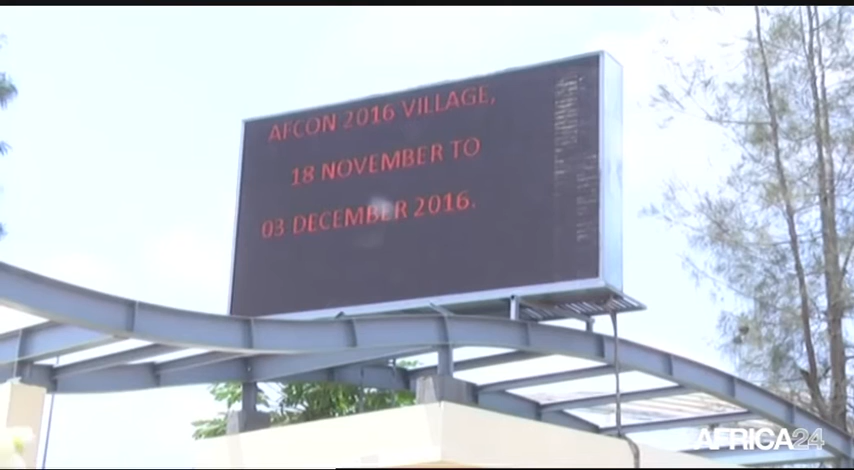 AFCON 2016 VILLAGE,
18 NOVEMBER TO
03 DECEMBER 2016.
AFRICA24